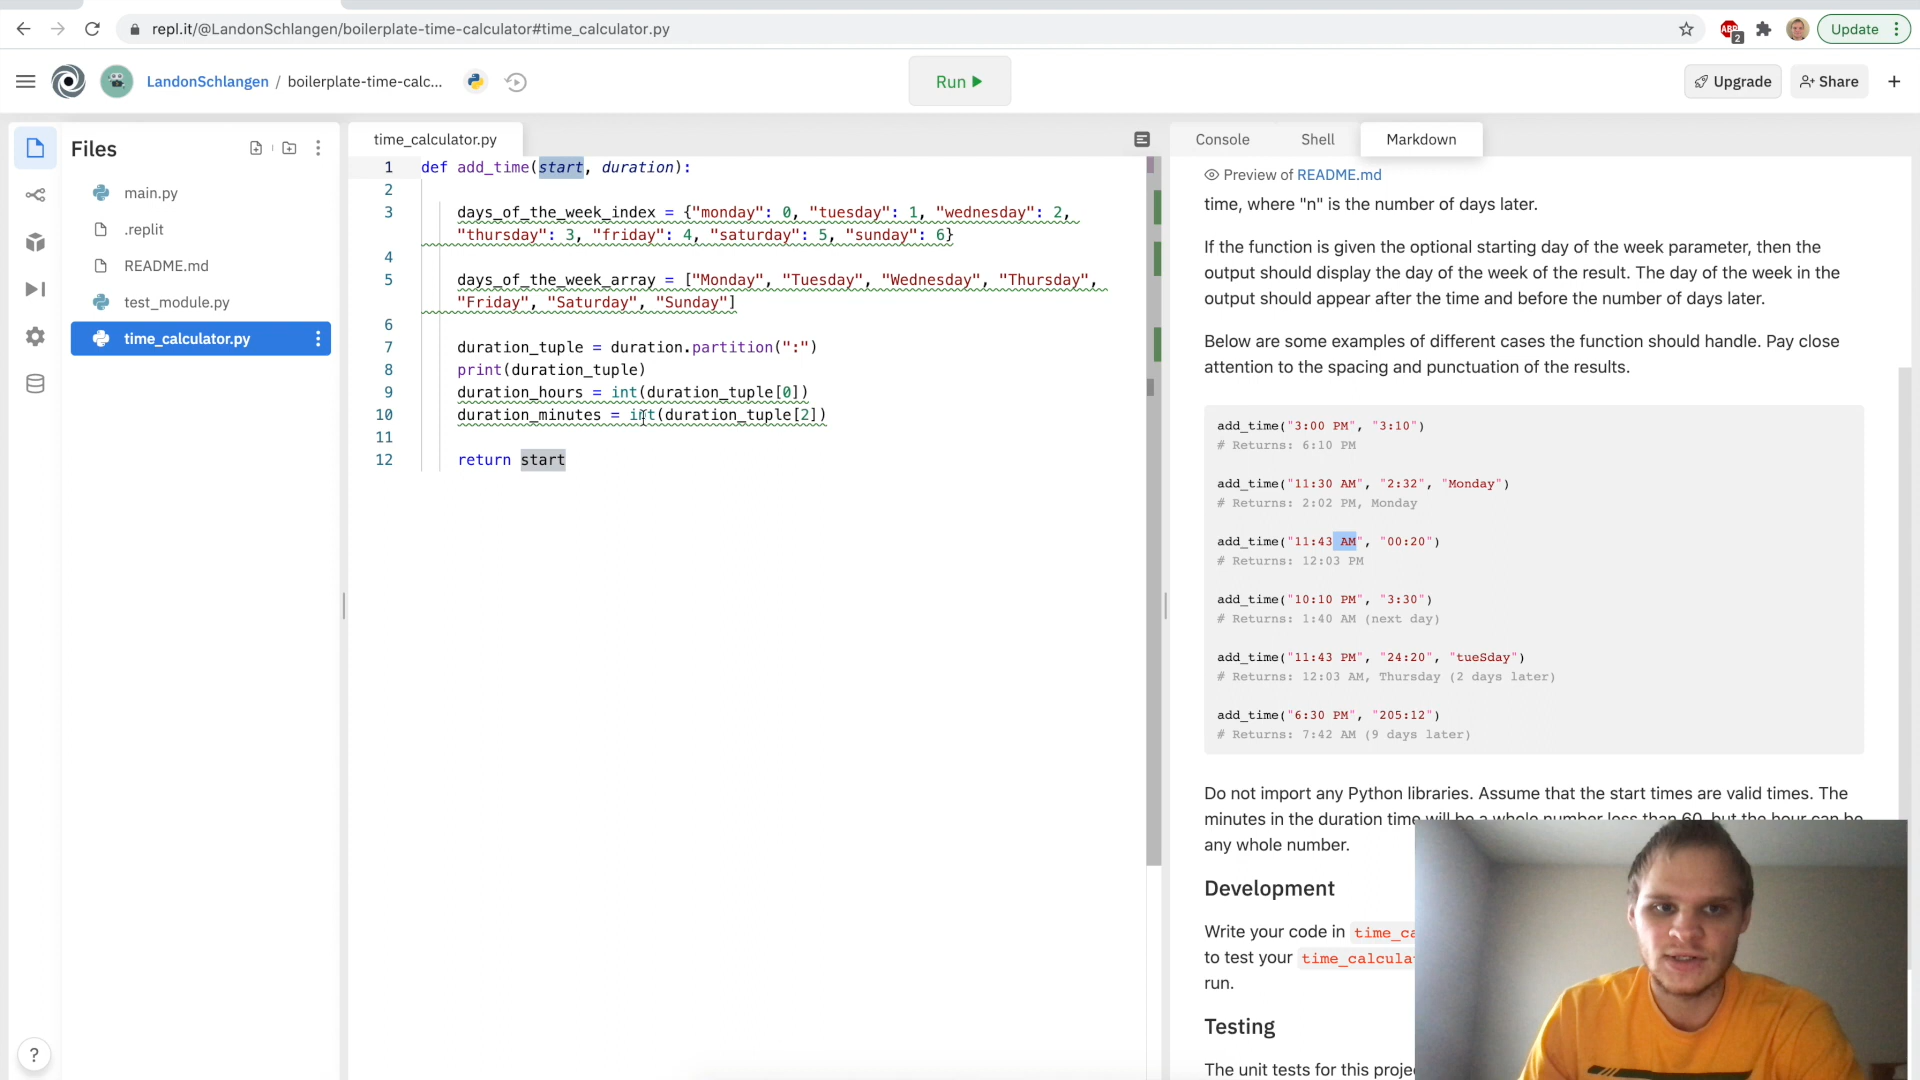 repl.it/@LandonSchlangen/boilerplate-time-calculator#time_calculator.py
ABP
2
Update
LandonSchlangen / boilerplate-time-calc...
Run
Upgrade
Share
+
Files
main.py
.replit
README.md
test_module.py
time_calculator.py
?
time_calculator.py
1 def add_time(start, duration):
2
3 days_of_the_week_index = {"monday": 0, "tuesday": 1, "wednesday": 2,
"thursday": 3, "friday": 4, "saturday": 5, "sunday": 6}
4
5 days_of_the_week_array = ["Monday", "Tuesday", "Wednesday", "Thursday",
"Friday", "Saturday", "Sunday"]
6
7 duration_tuple = duration.partition(":")
8 print(duration_tuple)
9 duration_hours = int(duration_tuple[0])
10 duration_minutes = int(duration_tuple[2])
11
12 return start
Console Shell Markdown
Preview of README.md
time, where "n" is the number of days later.
If the function is given the optional starting day of the week parameter, then the
output should display the day of the week of the result. The day of the week in the
output should appear after the time and before the number of days later.
Below are some examples of different cases the function should handle. Pay close
attention to the spacing and punctuation of the results.
add_time("3:00 PM", "3:10")
# Returns: 6:10 PM
add_time("11:30 AM", "2:32", "Monday")
# Returns: 2:02 PM, Monday
add_time("11:43 AM", "00:20")
# Returns: 12:03 PM
add_time("10:10 PM", "3:30")
# Returns: 1:40 AM (next day)
add_time("11:43 PM", "24:20", "tueSday")
# Returns: 12:03 AM, Thursday (2 days later)
add_time("6:30 PM", "205:12")
# Returns: 7:42 AM (9 days later)
Do not import any Python libraries. Assume that the start times are valid times. The
minutes in the duration time will be a whole number less than 60, but the hour can be
any whole number.
Development
Write your code in time_ca
to test your time_calcula
run.
Testing
The unit tests for this proje